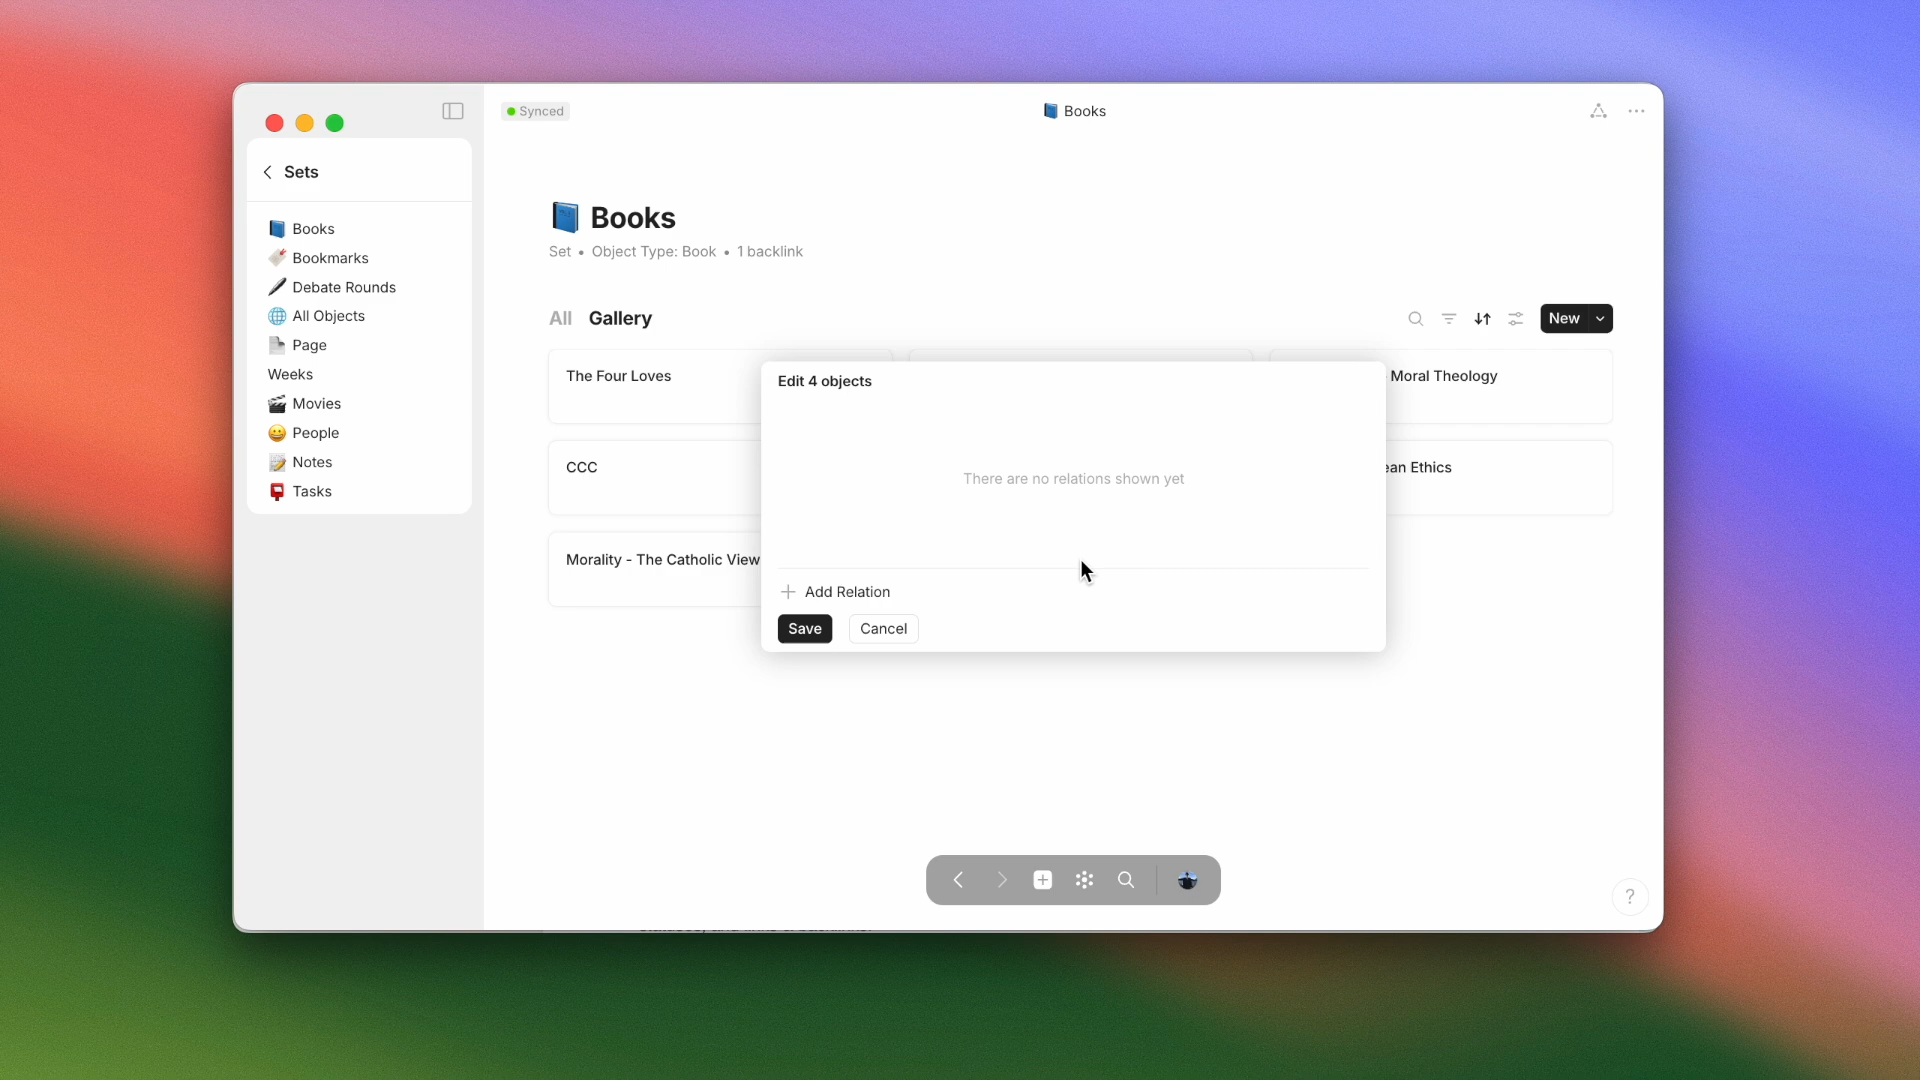 Synced
Books
Sets
Books
Bookmarks
Debate Rounds
All Objects
Page
Weeks
Movies
People
Notes
Tasks
Books
Set • Object Type: Book • 1 backlink
All Gallery
New
The Four Loves
Moral Theology
CCC
Ethics
Morality - The Catholic View
Edit 4 objects
There are no relations shown yet
+ Add Relation
Save Cancel
?